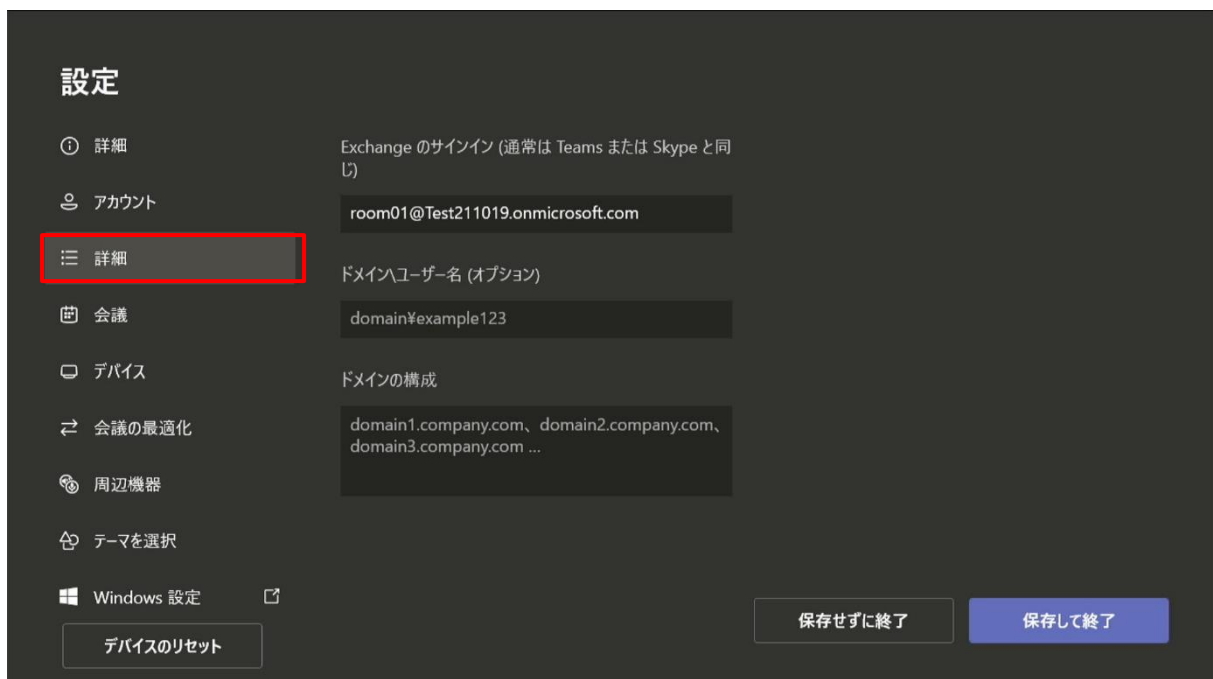 設定
詳細
アカウント
詳細
会議
デバイス
会議の最適化
周辺機器
テーマを選択
Windows 設定
デバイスのリセット
Exchange のサインイン (通常は Teams または Skype と同
じ)
room01@Test211019.onmicrosoft.com
ドメイン\ユーザー名 (オプション)
domain¥example123
ドメインの構成
domain1.company.com、domain2.company.com、
domain3.company.com ...
保存せずに終了
保存して終了